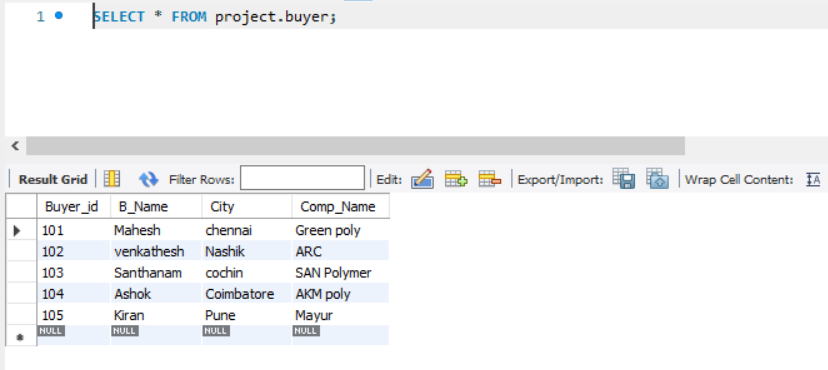 1 SELECT * FROM project.buyer;
Result Grid Filter Rows: Edit: Export/Import: Wrap Cell Content: IA
Buyer_id B_Name City Comp_Name
101 Mahesh chennai Green poly
102 venkathesh Nashik ARC
103 Santhanam cochin SAN Polymer
104 Ashok Coimbatore AKM poly
105 Kiran Pune Mayur
NULL NULL NULL NULL